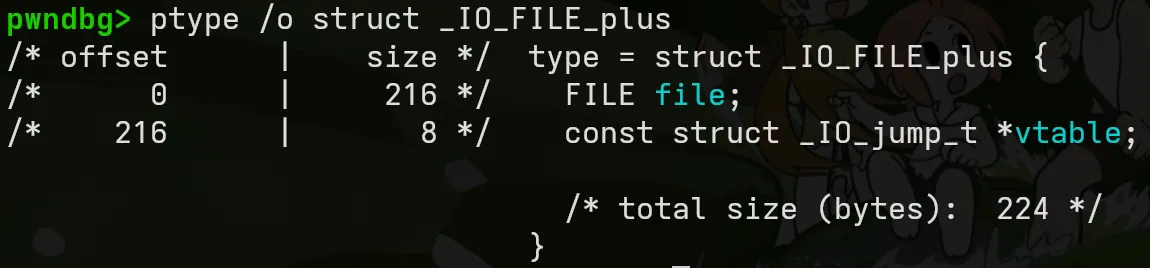 pwndbg> ptype /o struct _IO_FILE_plus
/* offset      |    size */  type = struct _IO_FILE_plus {
/*      0      |     216 */    FILE file;
/*    216      |       8 */    const struct _IO_jump_t *vtable;
/* total size (bytes):  224 */
}